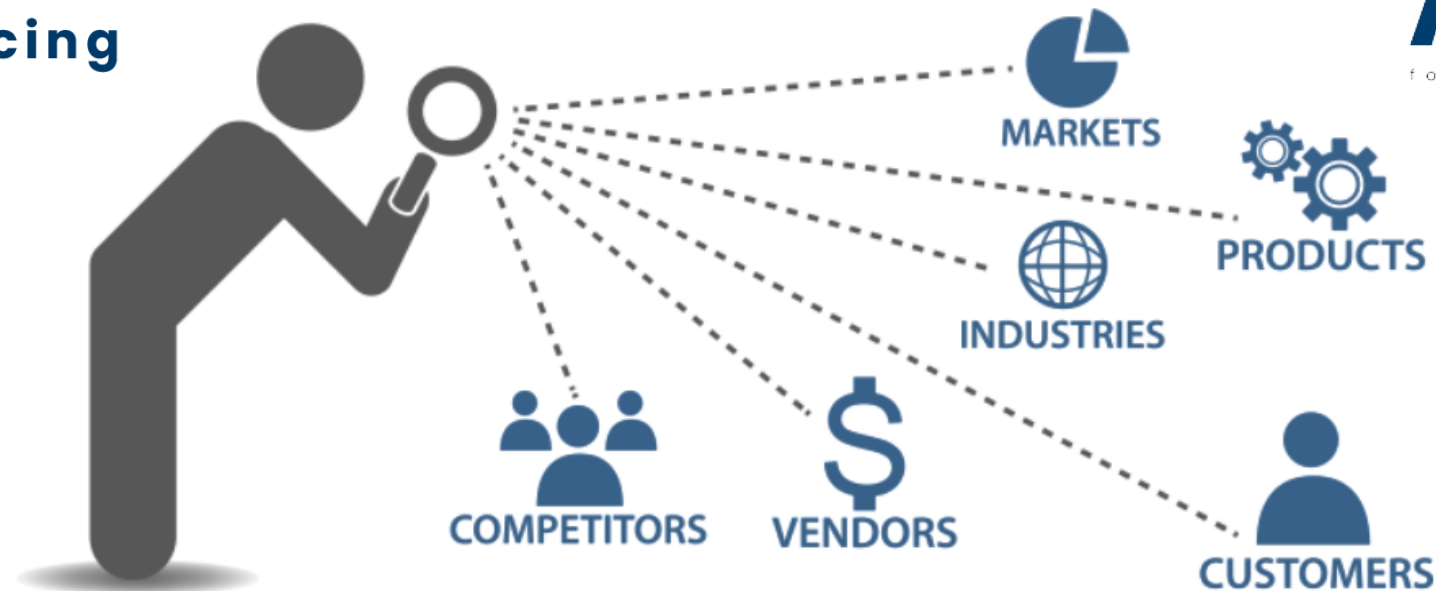 cing
MARKETS
PRODUCTS
INDUSTRIES
COMPETITORS
VENDORS
CUSTOMERS